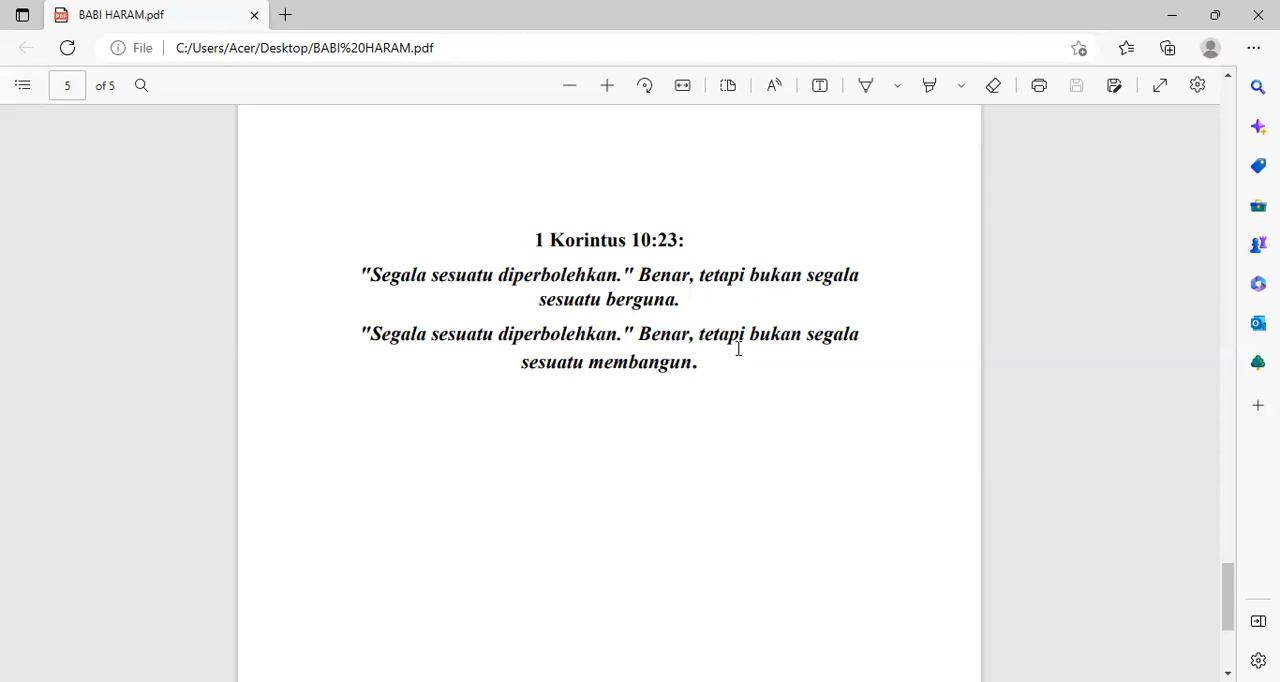 BABI HARAM.pdf
File
C:/Users/Acer/Desktop/BABI%20HARAM.pdf
5 of 5
1 Korintus 10:23:
"Segala sesuatu diperbolehkan." Benar, tetapi bukan segala
sesuatu berguna.
"Segala sesuatu diperbolehkan." Benar, tetapi bukan segala
sesuatu membangun.